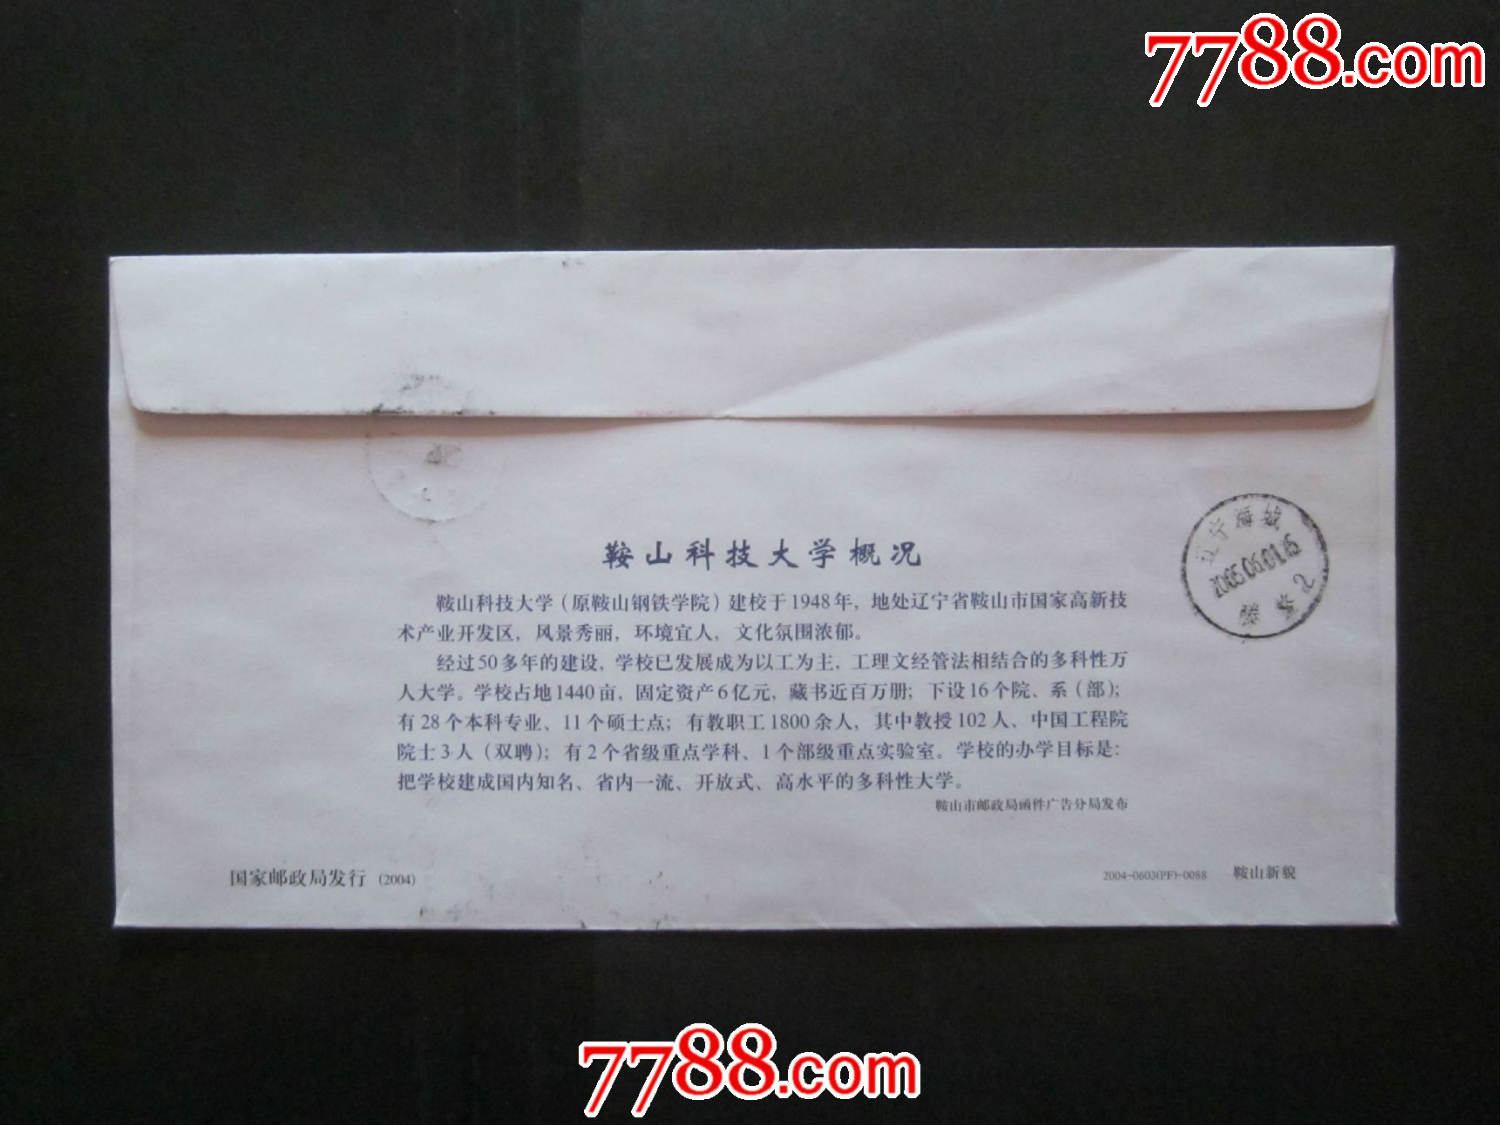 7788.com
鞍山科技大学概况
辽宁海城
2005.06.01.15
鞍山科技大学（原鞍山钢铁学院）建校于1948年，地处辽宁省鞍山市国家高新技
术产业开发区，风景秀丽，环境宜人，文化氛围浓郁。
经过50多年的建设，学校已发展成为以工为主，工理文经管法相结合的多科性万
人大学。学校占地1440亩，固定资产6亿元，藏书近百万册；下设16个院、系（部）；
有28个本科专业、11个硕士点；有教职工1800余人，其中教授102人、中国工程院
院士3人（双聘）；有2个省级重点学科、1个部级重点实验室。学校的办学目标是：
把学校建成国内知名、省内一流、开放式、高水平的多科性大学。
鞍山市邮政局函件广告分局发布
国家邮政局发行 (2004)
2004-0603(PF)-0088 鞍山新貌
7788.com